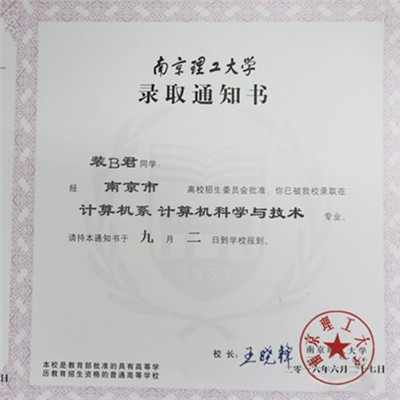 南京理工大学
录取通知书
装B君同学:
经 南京市 高校招生委员会批准,你已被我校录取在
计算机系 计算机科学与技术 专业。
请持本通知书于 九 月 二 日到学校报到。
1953
校长: 王晓锋
南京理工大学
二〇一六年六月二十七日
本校是教育部批准的具有高等学
历教育招生资格的普通高等学校
日